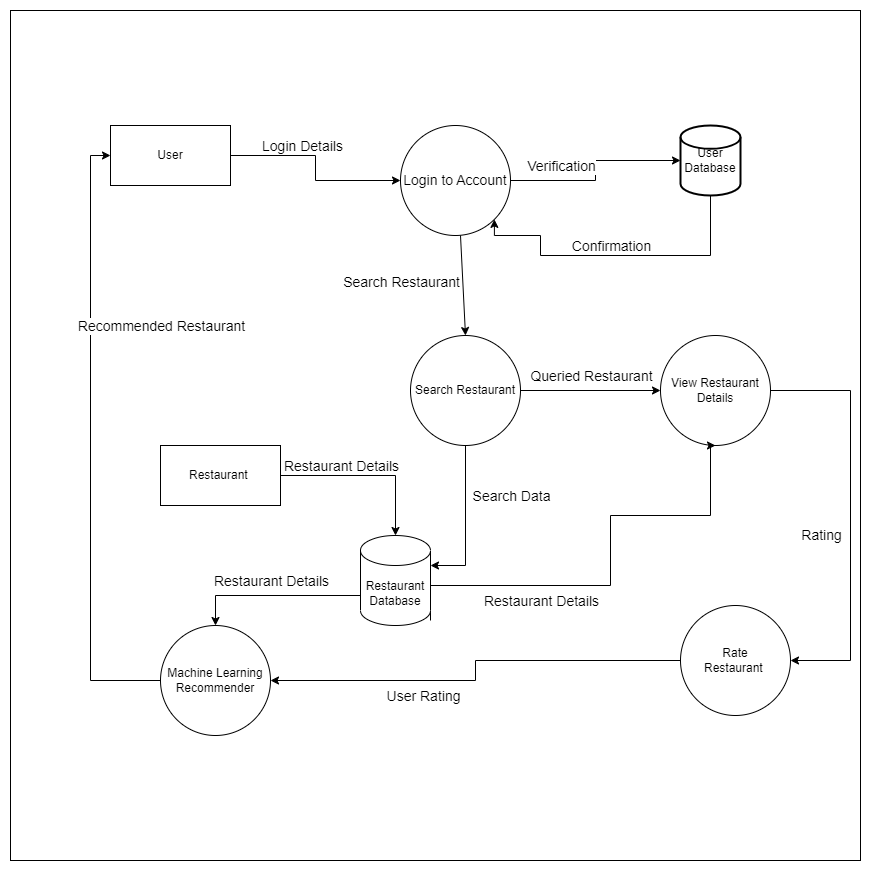 User
Login Details
Login to Account
Verification
User
Database
Confirmation
Search Restaurant
Recommended Restaurant
Search Restaurant
Queried Restaurant
View Restaurant
Details
Restaurant
Restaurant Details
Search Data
Rating
Restaurant
Database
Restaurant Details
Restaurant Details
Machine Learning
Recommender
User Rating
Rate
Restaurant